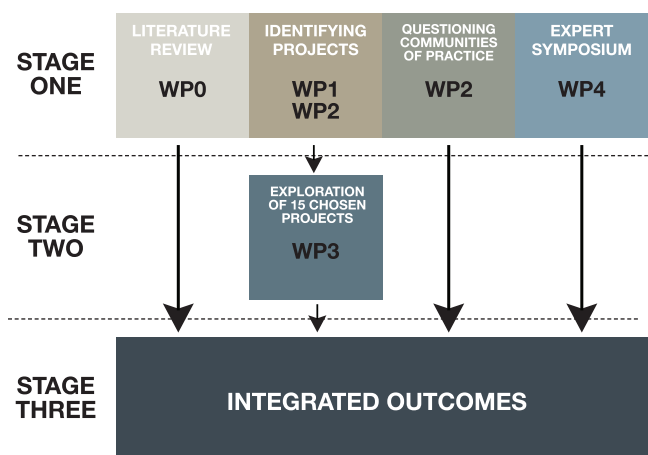 STAGE
ONE
LITERATURE
REVIEW
WP0
IDENTIFYING
PROJECTS
WP1
WP2
QUESTIONING
COMMUNITIES
OF PRACTICE
WP2
EXPERT
SYMPOSIUM
WP4
STAGE
TWO
EXPLORATION
OF 15 CHOSEN
PROJECTS
WP3
STAGE
THREE
INTEGRATED OUTCOMES